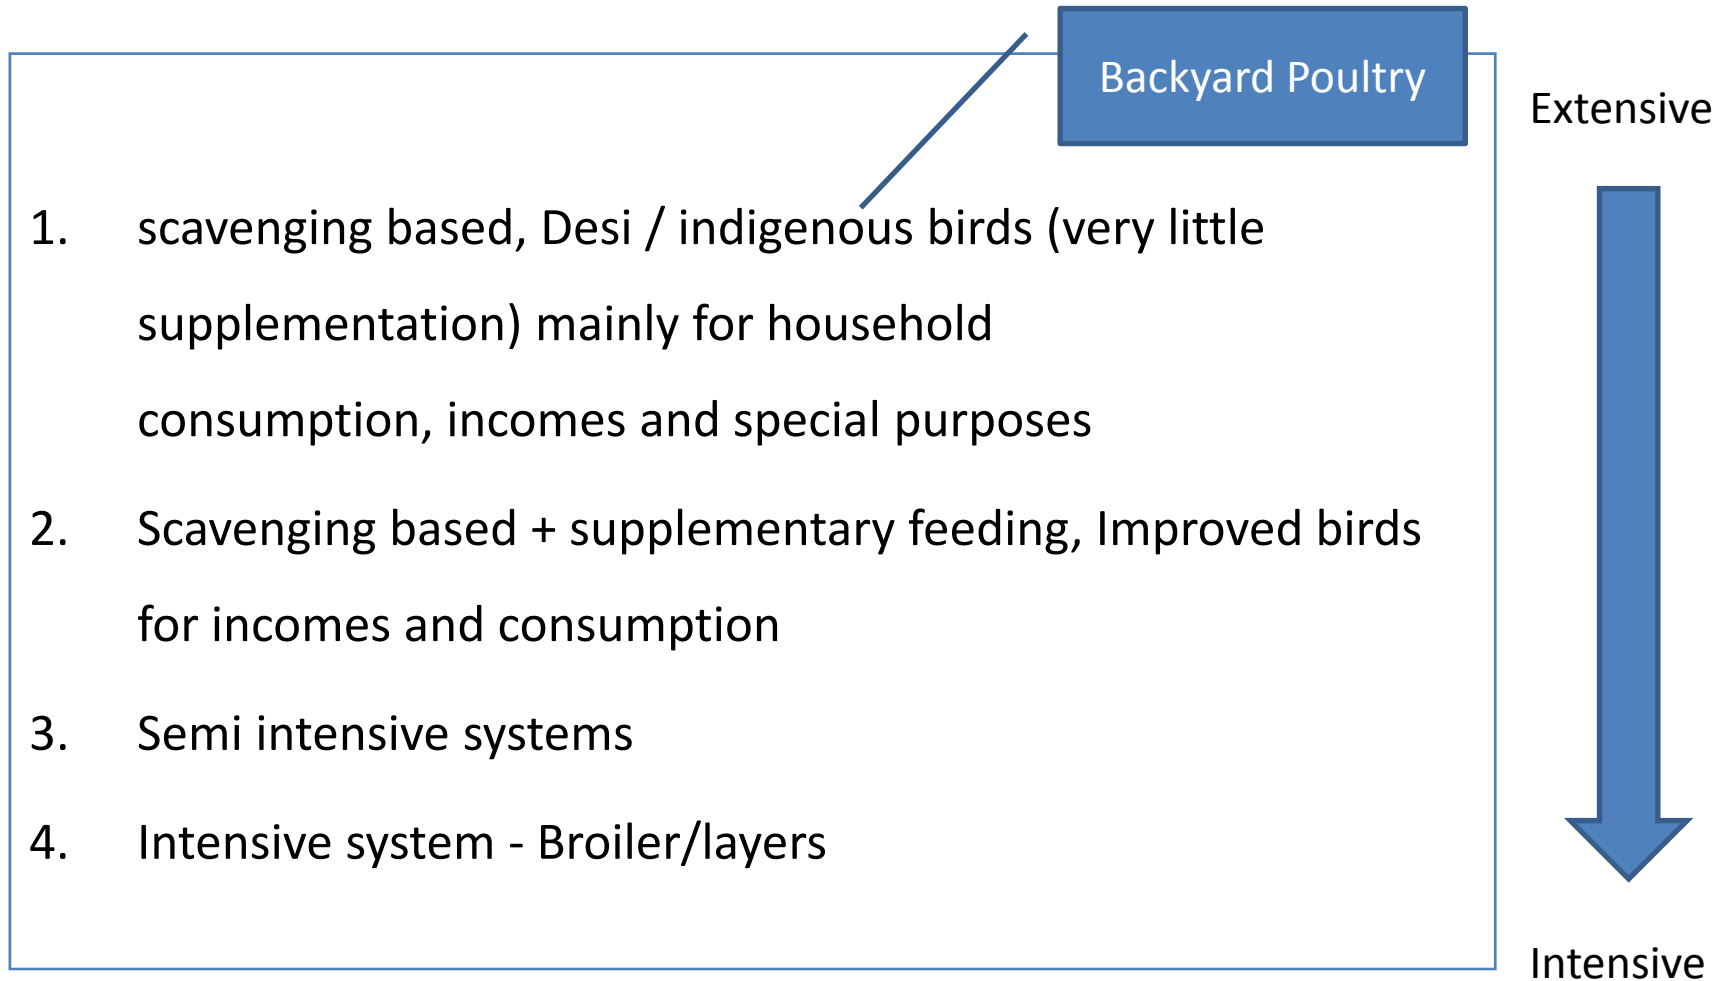 Backyard Poultry
Extensive
1. scavenging based, Desi / indigenous birds (very little
supplementation) mainly for household
consumption, incomes and special purposes
2. Scavenging based + supplementary feeding, Improved birds
for incomes and consumption
3. Semi intensive systems
4. Intensive system - Broiler/layers
Intensive